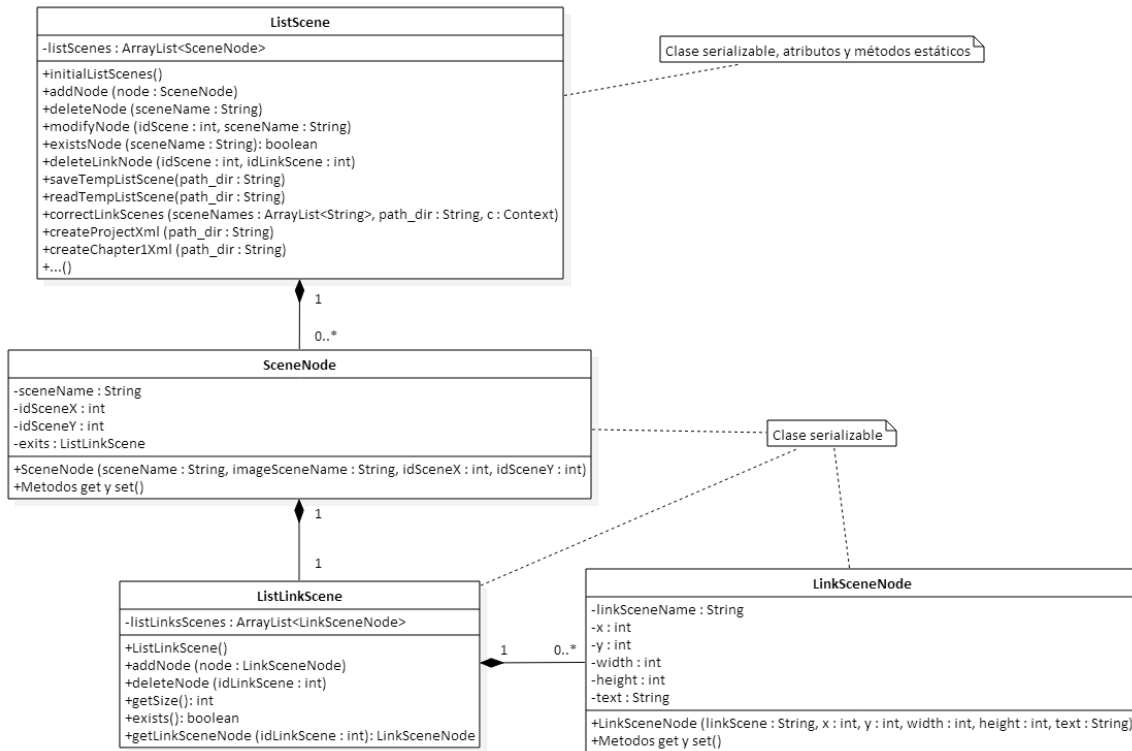 ListScene
-listScenes : ArrayList<SceneNode>
+initialListScenes()
+addNode (node : SceneNode)
+deleteNode (sceneName : String)
+modifyNode (idScene : int, sceneName : String)
+existsNode (sceneName : String): boolean
+deleteLinkNode (idScene : int, idLinkScene : int)
+saveTempListScene(path_dir : String)
+readTempListScene(path_dir : String)
+correctLinkScenes (sceneNames : ArrayList<String>, path_dir : String, c : Context)
+createProjectXml (path_dir : String)
+createChapter1Xml (path_dir : String)
+...()
Clase serializable, atributos y métodos estáticos
1
0..*
SceneNode
-sceneName : String
-idSceneX : int
-idSceneY : int
-exits : ListLinkScene
+SceneNode (sceneName : String, imageSceneName : String, idSceneX : int, idSceneY : int)
+Metodos get y set()
Clase serializable
1
1
ListLinkScene
-listLinksScenes : ArrayList<LinkSceneNode>
+ListLinkScene()
+addNode (node : LinkSceneNode)
+deleteNode (idLinkScene : int)
+getSize(): int
+exists(): boolean
+getLinkSceneNode (idLinkScene : int): LinkSceneNode
1
0..*
LinkSceneNode
-linkSceneName : String
-x : int
-y : int
-width : int
-height : int
-text : String
+LinkSceneNode (linkScene : String, x : int, y : int, width : int, height : int, text : String)
+Metodos get y set()